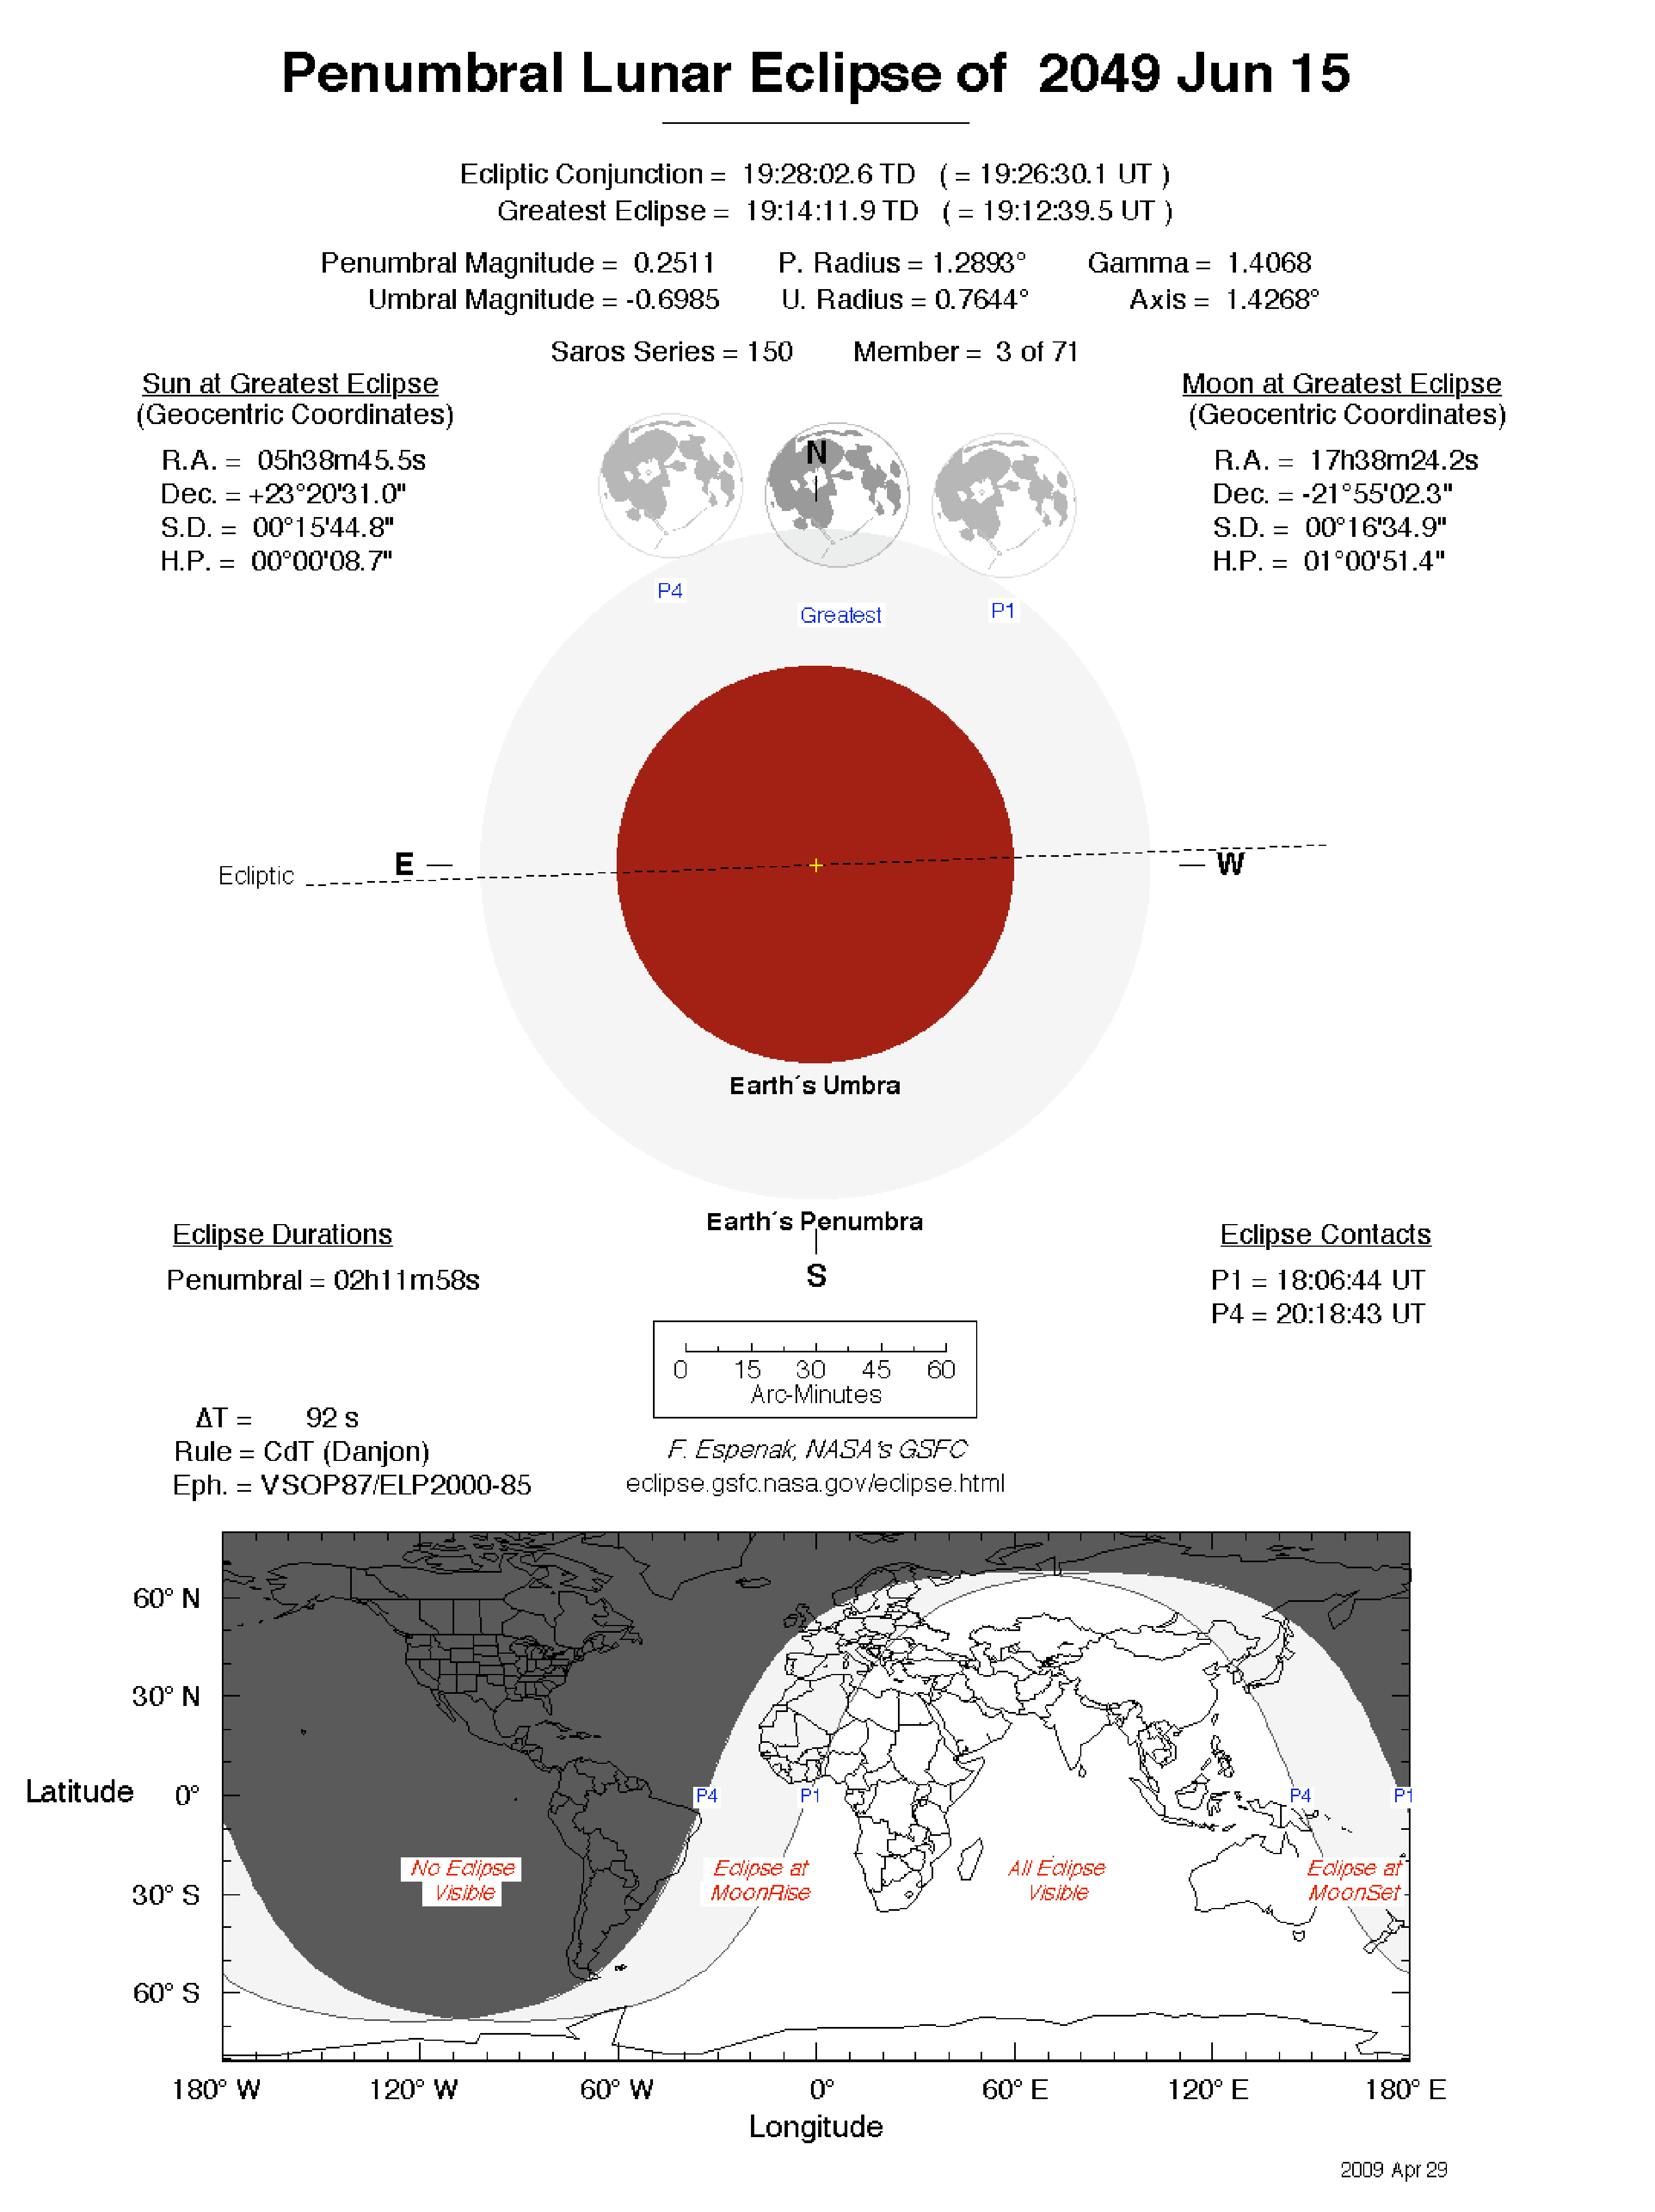 Penumbral Lunar Eclipse of 2049 Jun 15
Ecliptic Conjunction = 19:28:02.6 TD ( = 19:26:30.1 UT )
Greatest Eclipse = 19:14:11.9 TD ( = 19:12:39.5 UT )
Penumbral Magnitude = 0.2511 P. Radius = 1.2893° Gamma = 1.4068
Umbral Magnitude = -0.6985 U. Radius = 0.7644° Axis = 1.4268°
Saros Series = 150 Member = 3 of 71
Sun at Greatest Eclipse
(Geocentric Coordinates)
R.A. = 05h38m45.5s
Dec. = +23°20'31.0"
S.D. = 00°15'44.8"
H.P. = 00°00'08.7"
Moon at Greatest Eclipse
(Geocentric Coordinates)
R.A. = 17h38m24.2s
Dec. = -21°55'02.3"
S.D. = 00°16'34.9"
H.P. = 01°00'51.4"
N
P4
Greatest
P1
E
W
Ecliptic
Earth´s Umbra
Earth´s Penumbra
S
Eclipse Durations
Penumbral = 02h11m58s
Eclipse Contacts
P1 = 18:06:44 UT
P4 = 20:18:43 UT
0 15 30 45 60
Arc-Minutes
ΔT = 92 s
Rule = CdT (Danjon)
Eph. = VSOP87/ELP2000-85
F. Espenak, NASA's GSFC
eclipse.gsfc.nasa.gov/eclipse.html
60° N
30° N
Latitude 0°
30° S
60° S
P4 P1 P4 P1
No Eclipse
Visible
Eclipse at
MoonRise
All Eclipse
Visible
Eclipse at
MoonSet
180° W 120° W 60° W 0° 60° E 120° E 180° E
Longitude
2009 Apr 29